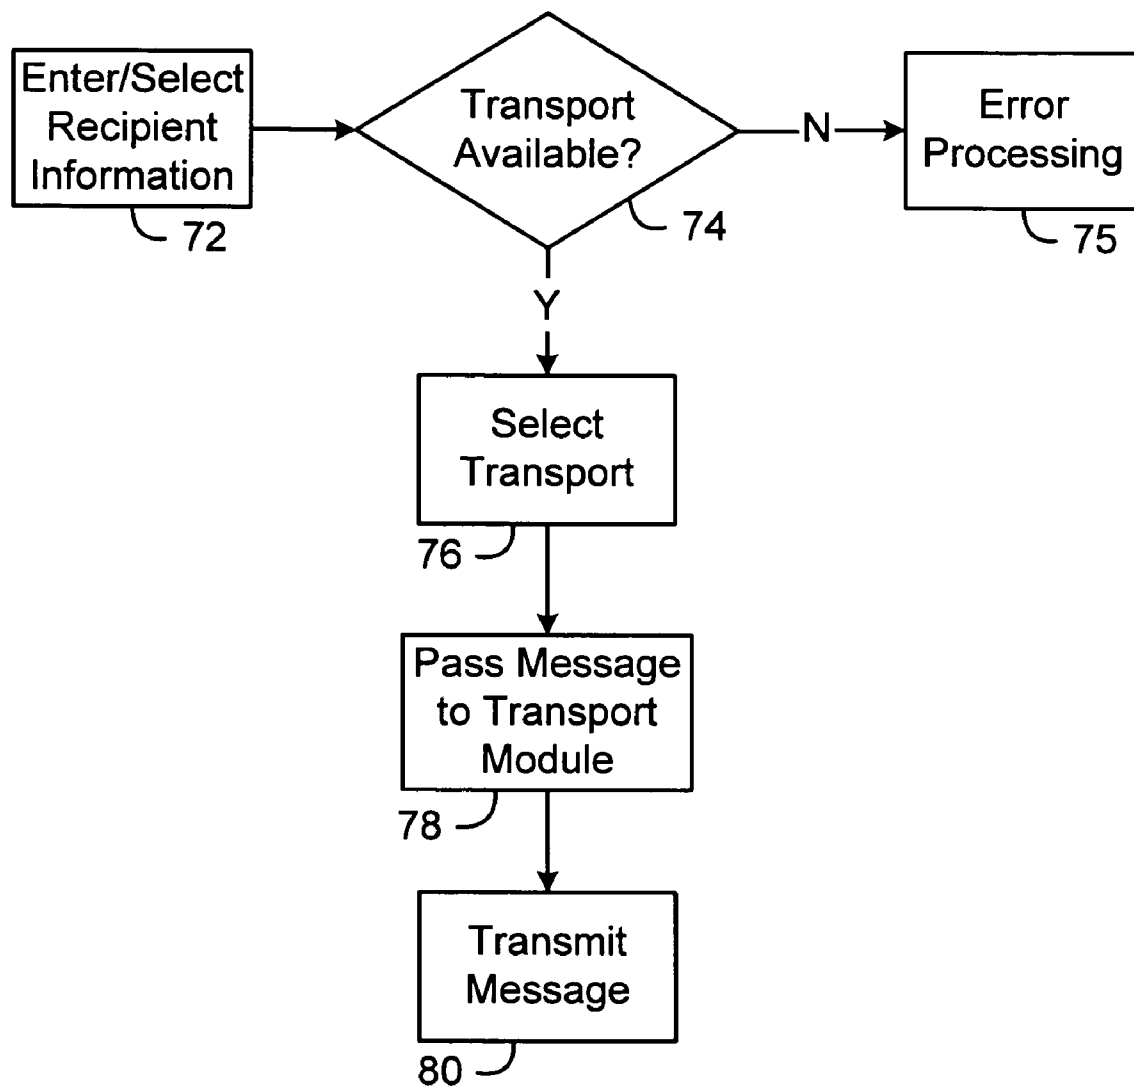 Enter/Select
Recipient
Information
72
Transport
Available?
74
N
Error
Processing
75
Y
Select
Transport
76
Pass Message
to Transport
Module
78
Transmit
Message
80